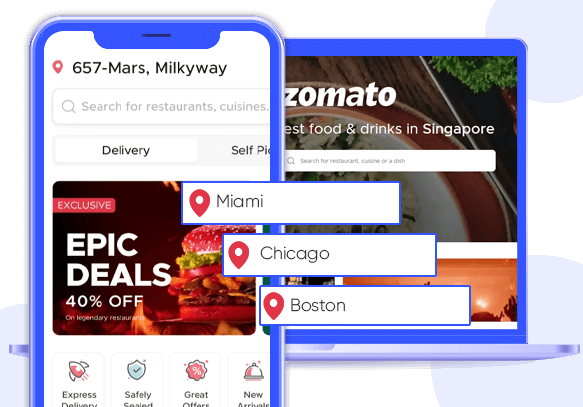 657-Mars, Milkyway
Search for restaurants, cuisines.
Delivery
Self Pic
EXCLUSIVE
EPIC
DEALS
40% OFF
On legendary restaurants
Express
Delivery
Safely
Sealed
Great
Offers
New
Arrivals
zomato
est food & drinks in Singapore
Search for restaurant, cuisine or a dish
Miami
Chicago
Boston